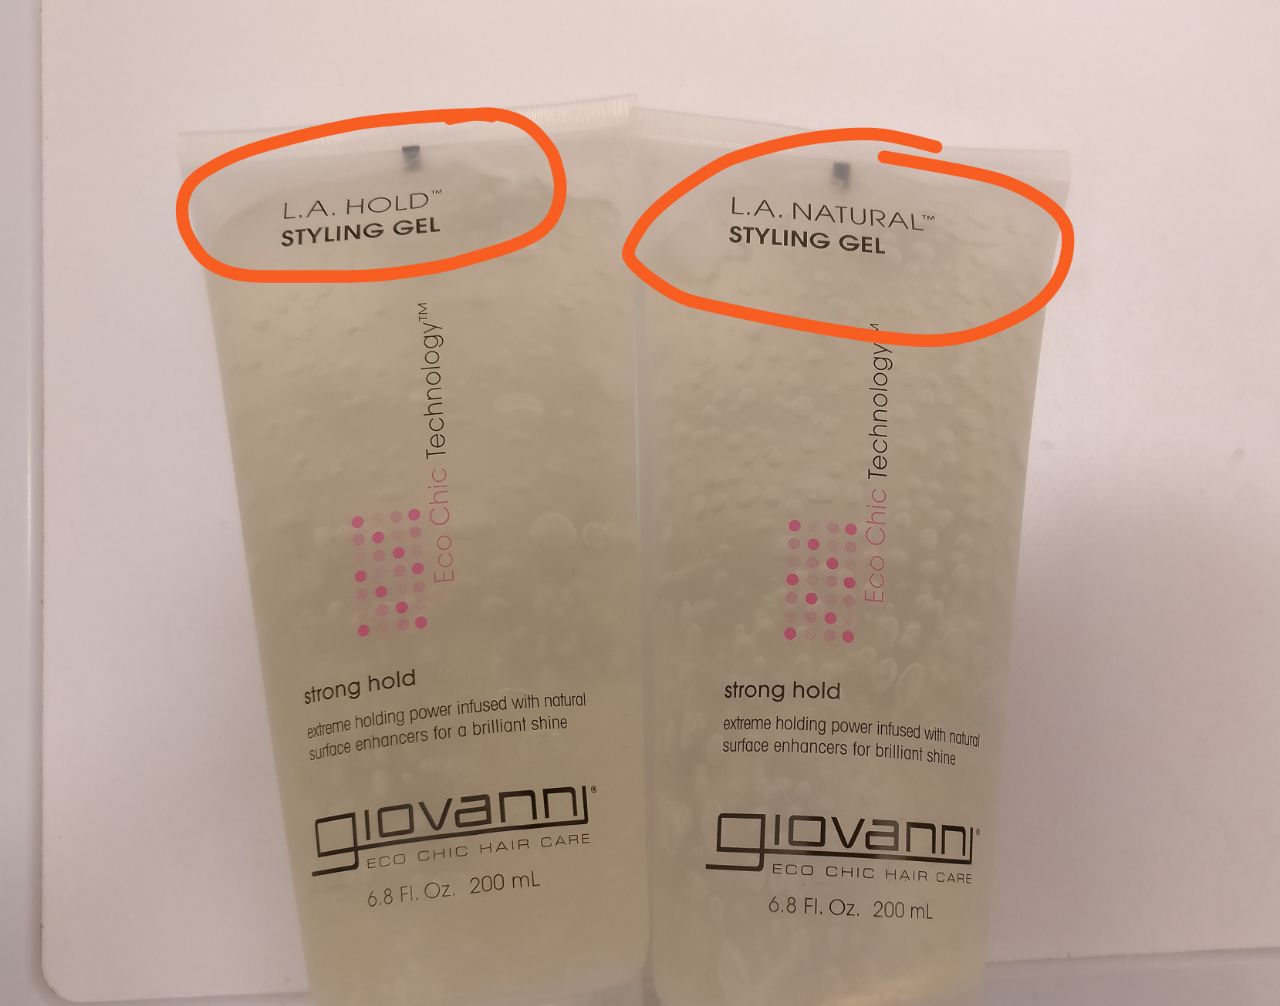 L.A. HOLD™
STYLING GEL
Eco Chic Technology™
strong hold
extreme holding power infused with natural
surface enhancers for a brilliant shine
giovanni®
ECO CHIC HAIR CARE
6.8 Fl. Oz. 200 mL
L.A. NATURAL™
STYLING GEL
Eco Chic Technology™
strong hold
extreme holding power infused with natural
surface enhancers for brilliant shine
giovanni®
ECO CHIC HAIR CARE
6.8 Fl. Oz. 200 mL